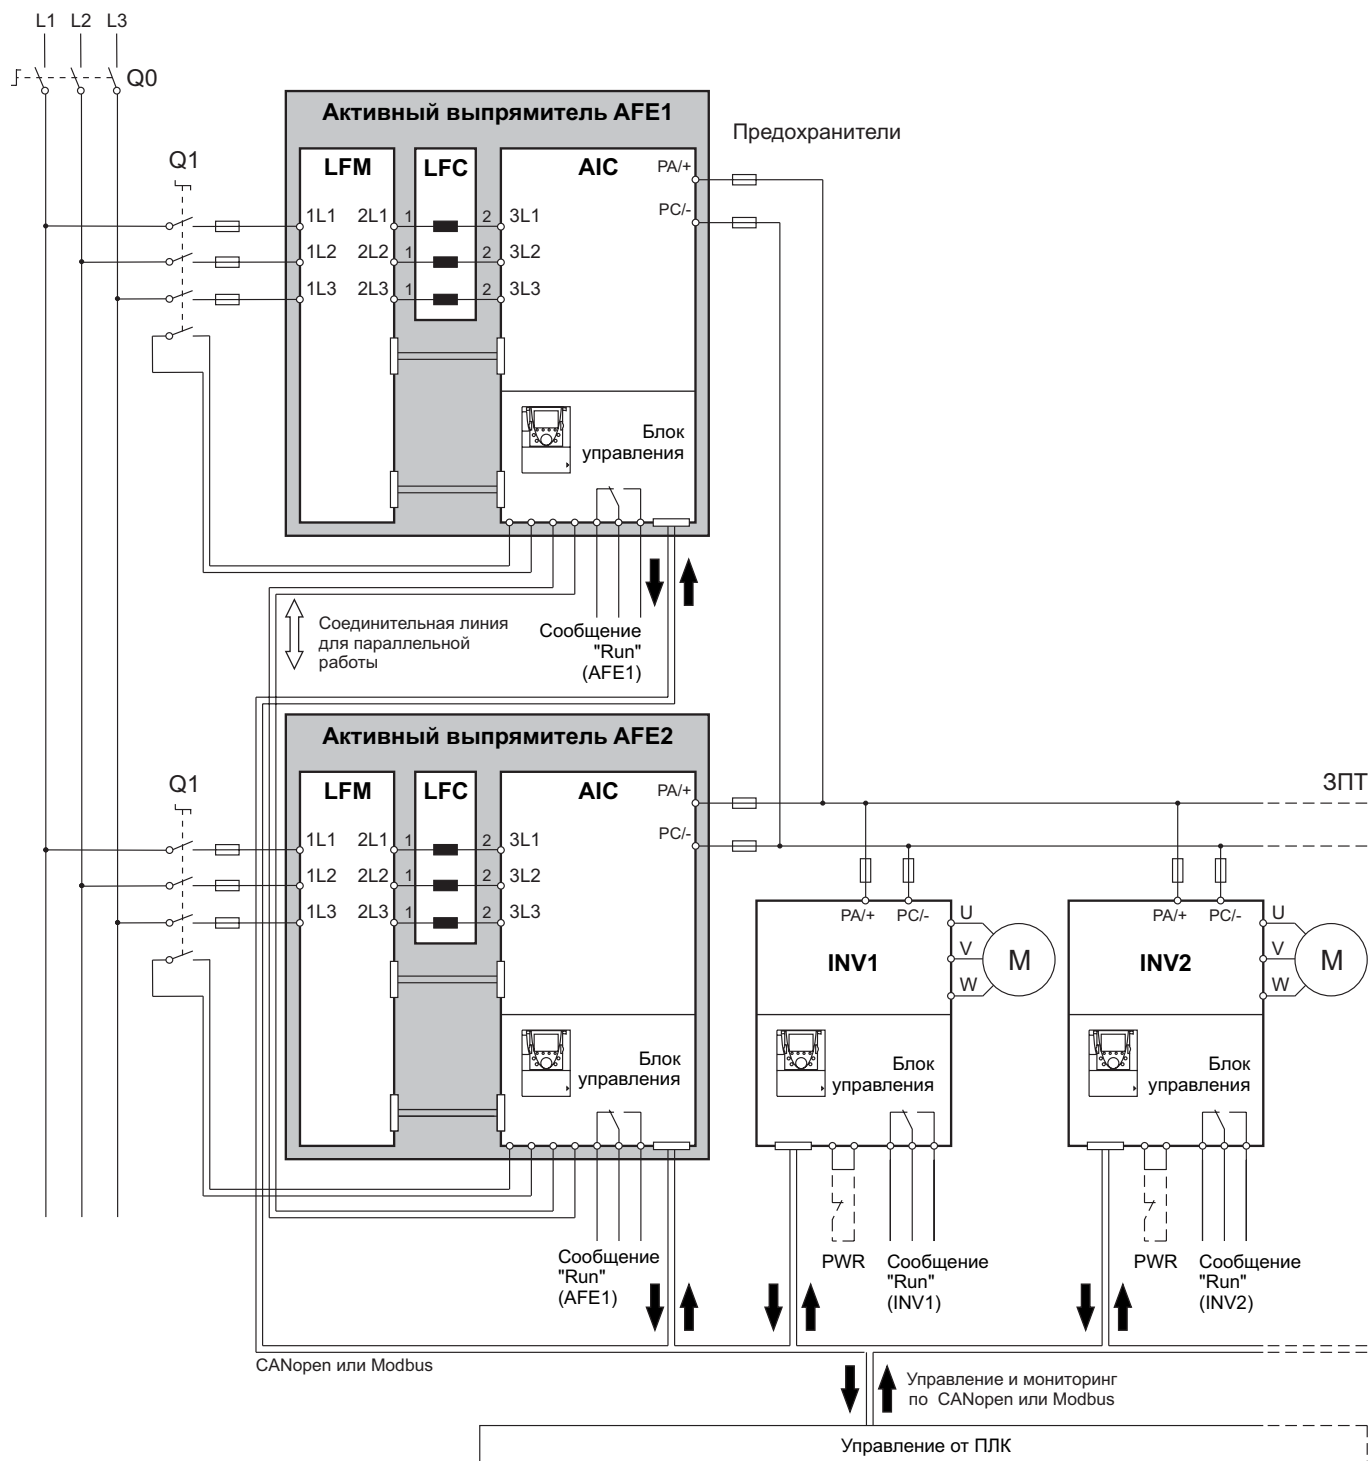 L1 L2 L3
Q0
Активный выпрямитель AFE1
Предохранители
Q1
LFM LFC AIC
PA/+
PC/-
1L1 2L1 1 2 3L1
1L2 2L2 1 2 3L2
1L3 2L3 1 2 3L3
Блок
управления
Соединительная линия
для параллельной
работы
Сообщение
"Run"
(AFE1)
Активный выпрямитель AFE2
Q1
LFM LFC AIC
PA/+
PC/-
ЗПТ
1L1 2L1 1 2 3L1
1L2 2L2 1 2 3L2
1L3 2L3 1 2 3L3
Блок
управления
PA/+ PC/- U
V
W
INV1
M
Блок
управления
PA/+ PC/- U
V
W
INV2
M
Блок
управления
Сообщение
"Run"
(AFE1)
PWR
Сообщение
"Run"
(INV1)
PWR
Сообщение
"Run"
(INV2)
CANopen или Modbus
Управление и мониторинг
по CANopen или Modbus
Управление от ПЛК